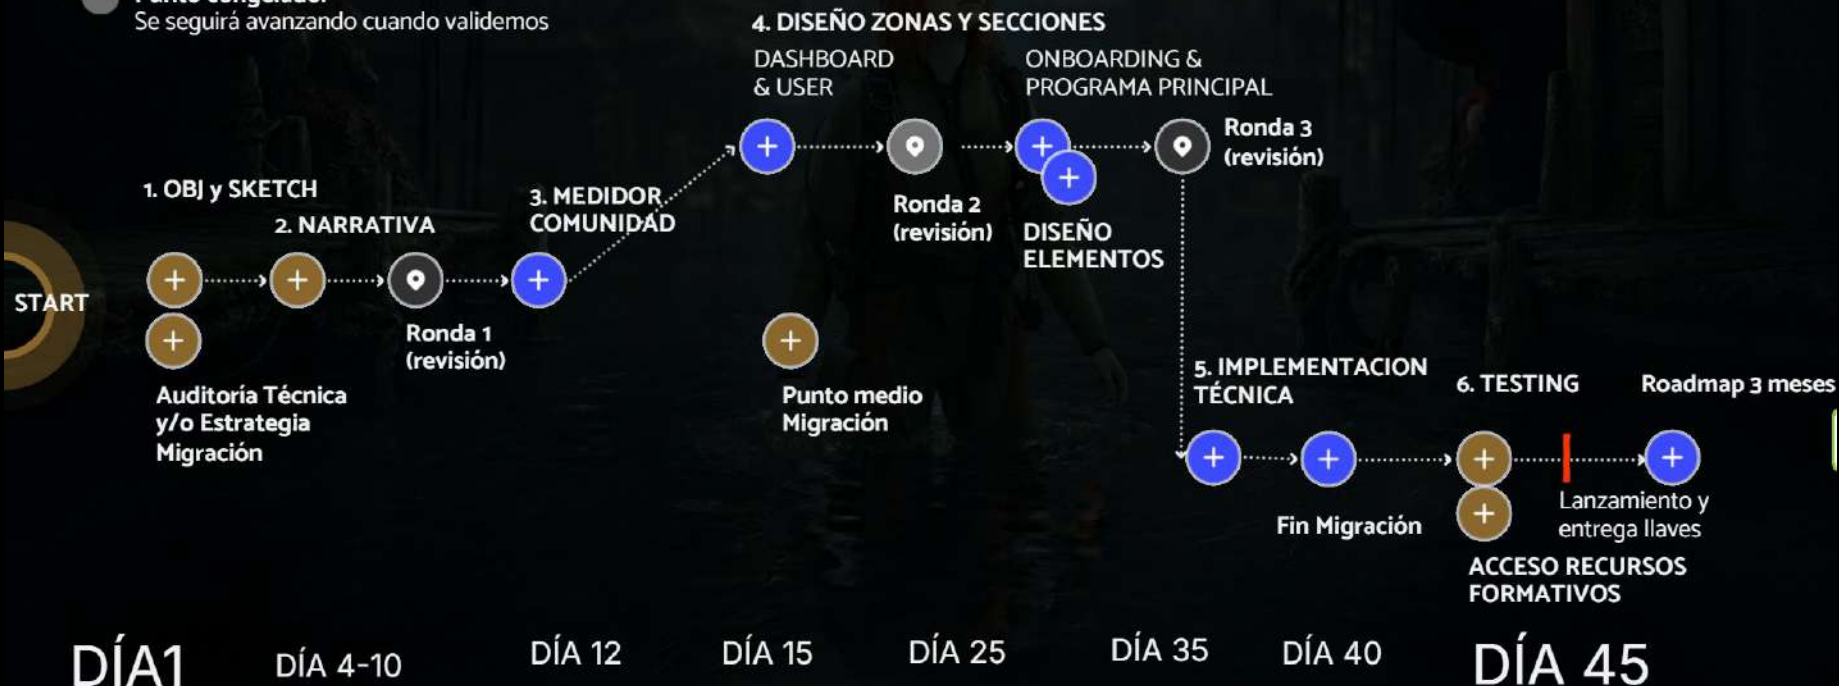 Se seguirá avanzando cuando validemos
4. DISEÑO ZONAS Y SECCIONES
DASHBOARD
& USER
ONBOARDING &
PROGRAMA PRINCIPAL
Ronda 3
(revisión)
1. OBJ y SKETCH
2. NARRATIVA
3. MEDIDOR
COMUNIDAD
Ronda 2
(revisión)
DISEÑO
ELEMENTOS
START
Ronda 1
(revisión)
Auditoría Técnica
y/o Estrategia
Migración
Punto medio
Migración
5. IMPLEMENTACION
TÉCNICA
6. TESTING
Roadmap 3 meses
Fin Migración
Lanzamiento y
entrega llaves
ACCESO RECURSOS
FORMATIVOS
DÍA1
DÍA 4-10
DÍA 12
DÍA 15
DÍA 25
DÍA 35
DÍA 40
DÍA 45